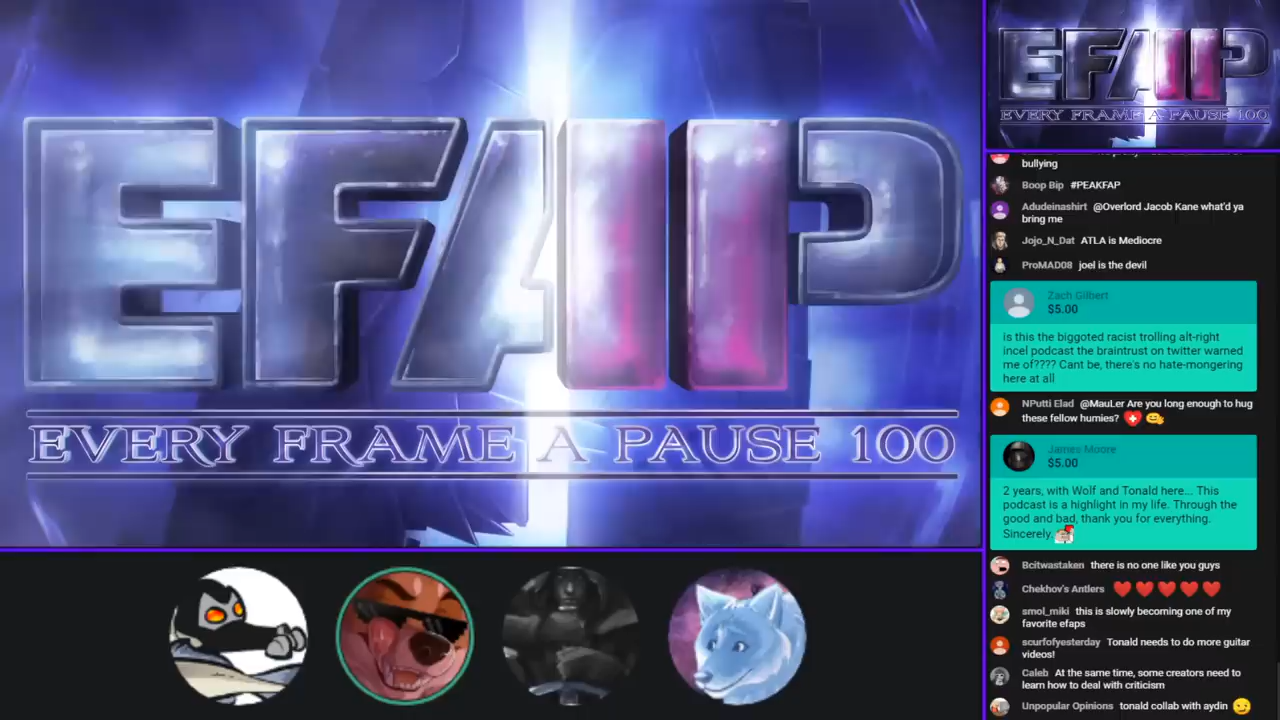 EFAIIP
EVERY FRAME A PAUSE 100
EFAIIP
EVERY FRAME A PAUSE 100
bullying
Boop Bip #PEAKFAP
Adudeinashirt @Overlord Jacob Kane what'd ya
bring me
Jojo_N_Dat ATLA is Mediocre
ProMAD08 joel is the devil
Zach Gilbert
$5.00
is this the biggoted racist trolling alt-right
incel podcast the braintrust on twitter warned
me of???? Cant be, there's no hate-mongering
here at all
NPutti Elad @MauLer Are you long enough to hug
these fellow humies?
James Moore
$5.00
2 years, with Wolf and Tonald here... This
podcast is a highlight in my life. Through the
good and bad, thank you for everything.
Sincerely,
Bcitwastaken there is no one like you guys
Chekhov's Antlers
smol_miki this is slowly becoming one of my
favorite efaps
scurfofyesterday Tonald needs to do more guitar
videos!
Caleb At the same time, some creators need to
learn how to deal with criticism
Unpopular Opinions tonald collab with aydin